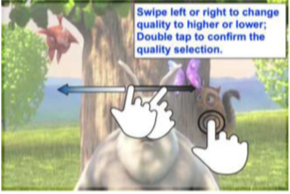 Swipe left or right to change
quality to higher or lower;
Double tap to confirm the
quality selection.